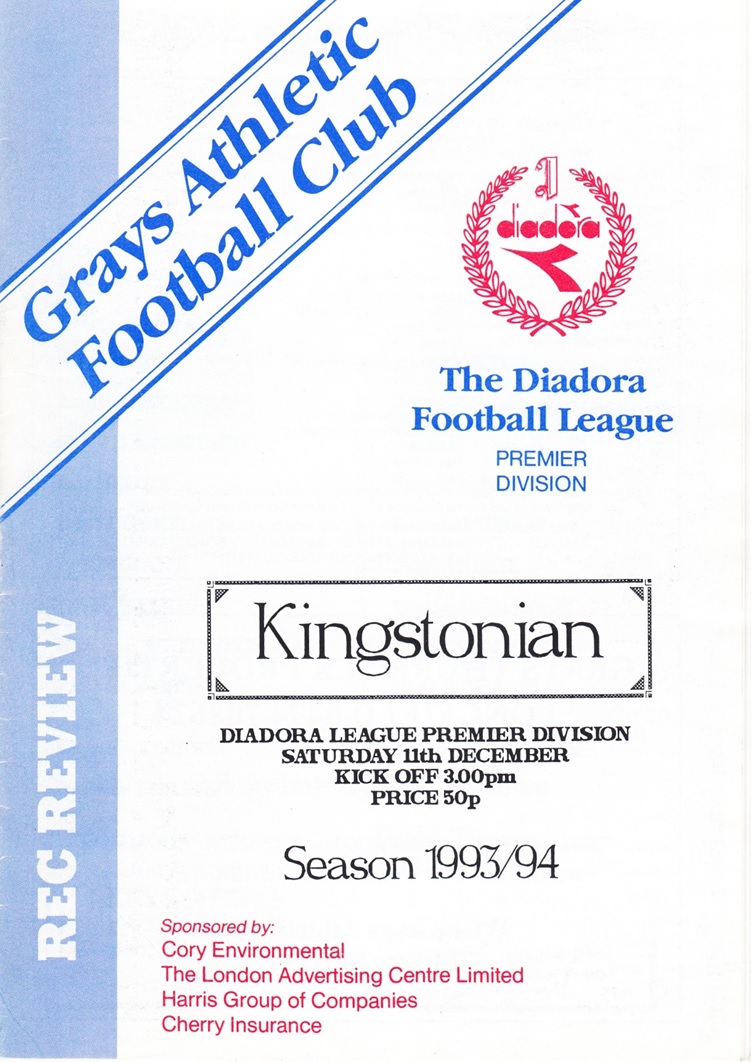 Grays Athletic
Football Club
diadora
The Diadora
Football League
PREMIER
DIVISION
Kingstonian
DIADORA LEAGUE PREMIER DIVISION
SATURDAY 11th DECEMBER
KICK OFF 3.00pm
PRICE 50p
Season 1993/94
REC REVIEW
Sponsored by:
Cory Environmental
The London Advertising Centre Limited
Harris Group of Companies
Cherry Insurance